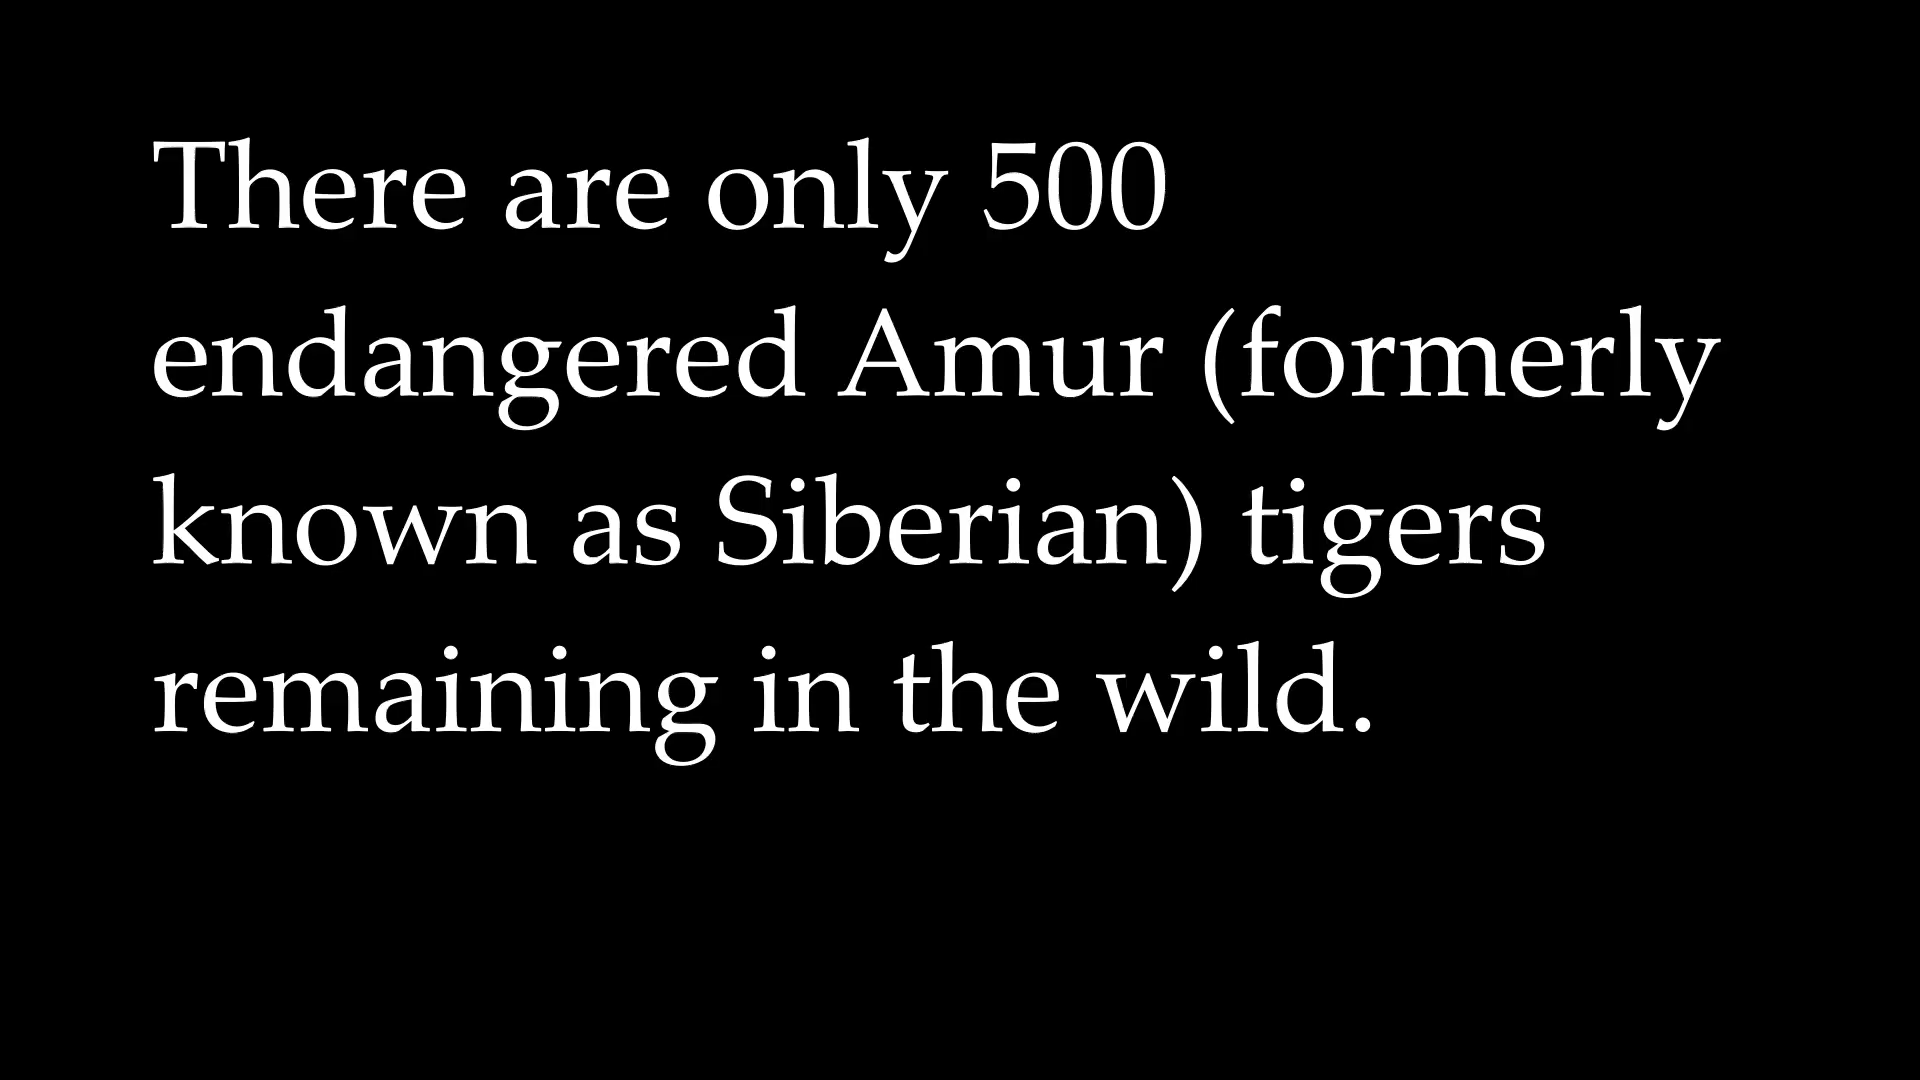 There are only 500
endangered Amur (formerly
known as Siberian) tigers
remaining in the wild.